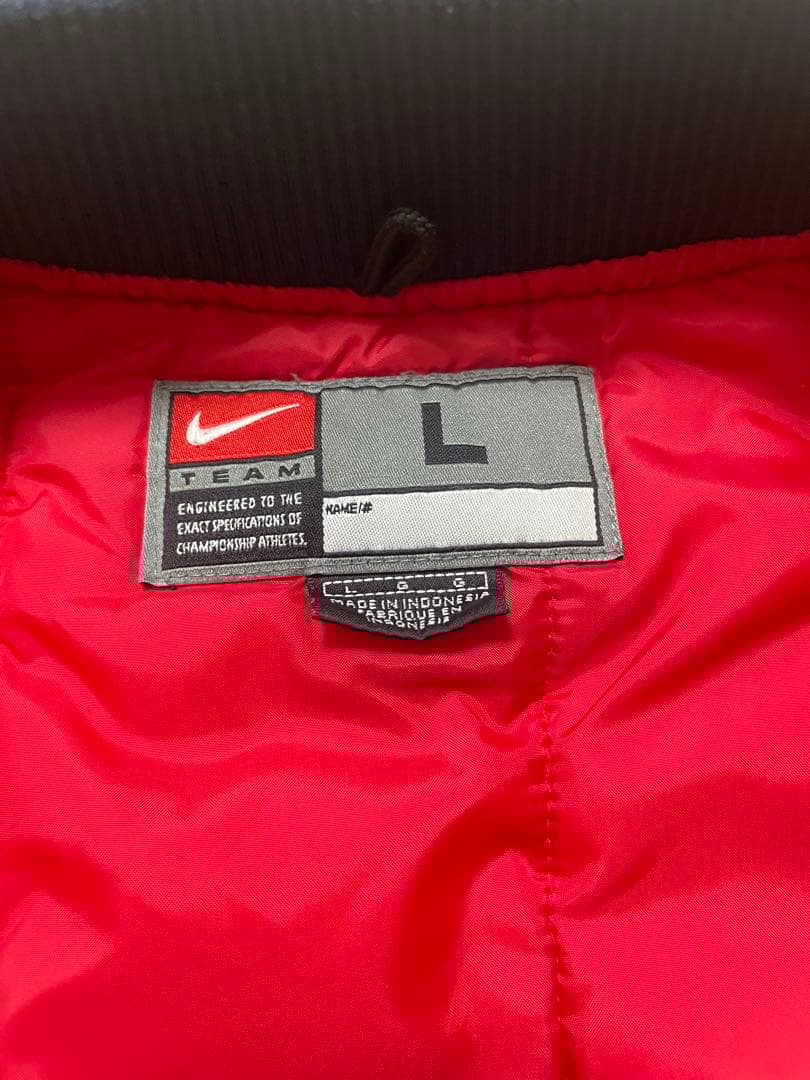 TEAM
ENGINEERED TO THE
EXACT SPECIFICATIONS OF
CHAMPIONSHIP ATHLETES.
L
NAME/#
L G G
MADE IN INDONESIA
FABRIQUE EN
INDONESIE